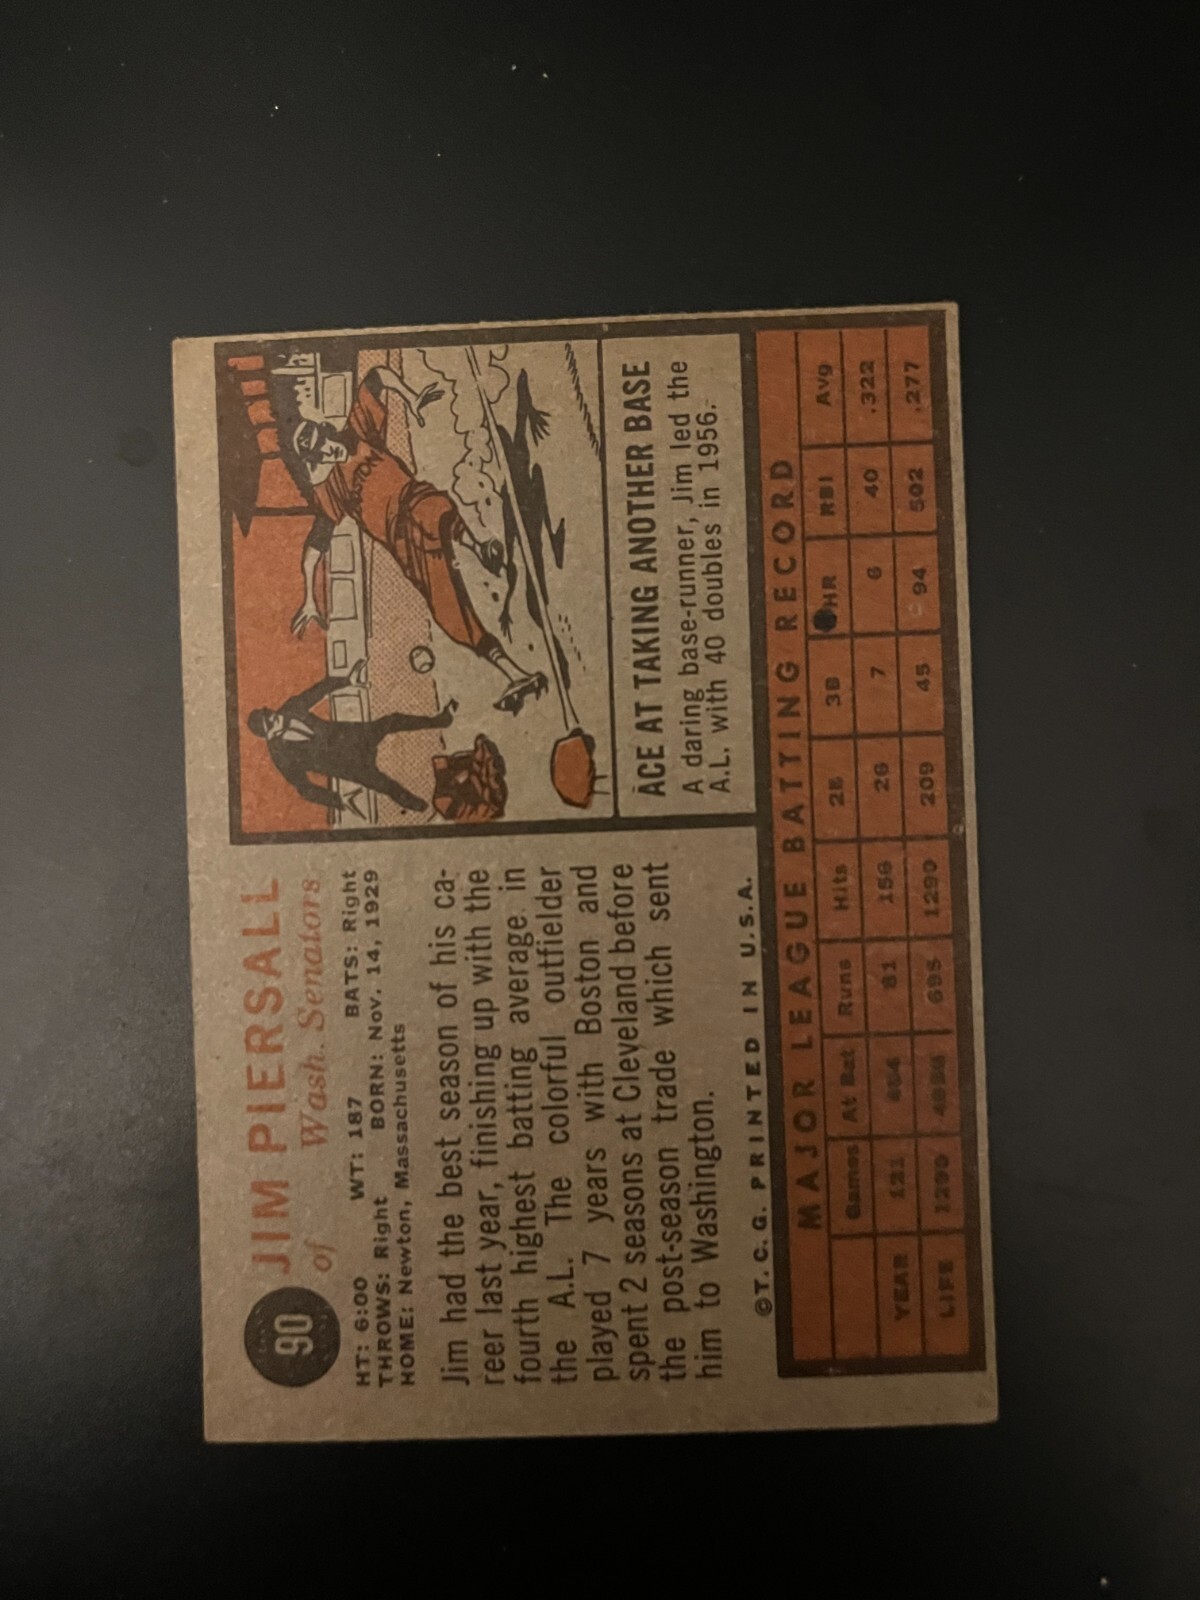 90
JIM PIERSALL
of Wash. Senators
HT: 6:00 WT: 187 BATS: Right
THROWS: Right BORN: Nov. 14, 1929
HOME: Newton, Massachusetts
Jim had the best season of his ca-
reer last year, finishing up with the
fourth highest batting average in
the A.L. The colorful outfielder
played 7 years with Boston and
spent 2 seasons at Cleveland before
the post-season trade which sent
him to Washington.
©T. C. G. PRINTED IN U.S.A.
BOSTON
ACE AT TAKING ANOTHER BASE
A daring base-runner, Jim led the
A.L. with 40 doubles in 1956.
MAJOR LEAGUE BATTING RECORD
Games At Bat Runs Hits 2B 3B HR RBI Avg
YEAR 121 484 81 156 26 7 6 40 .322
LIFE 695 1290 209 45 94 502 .277